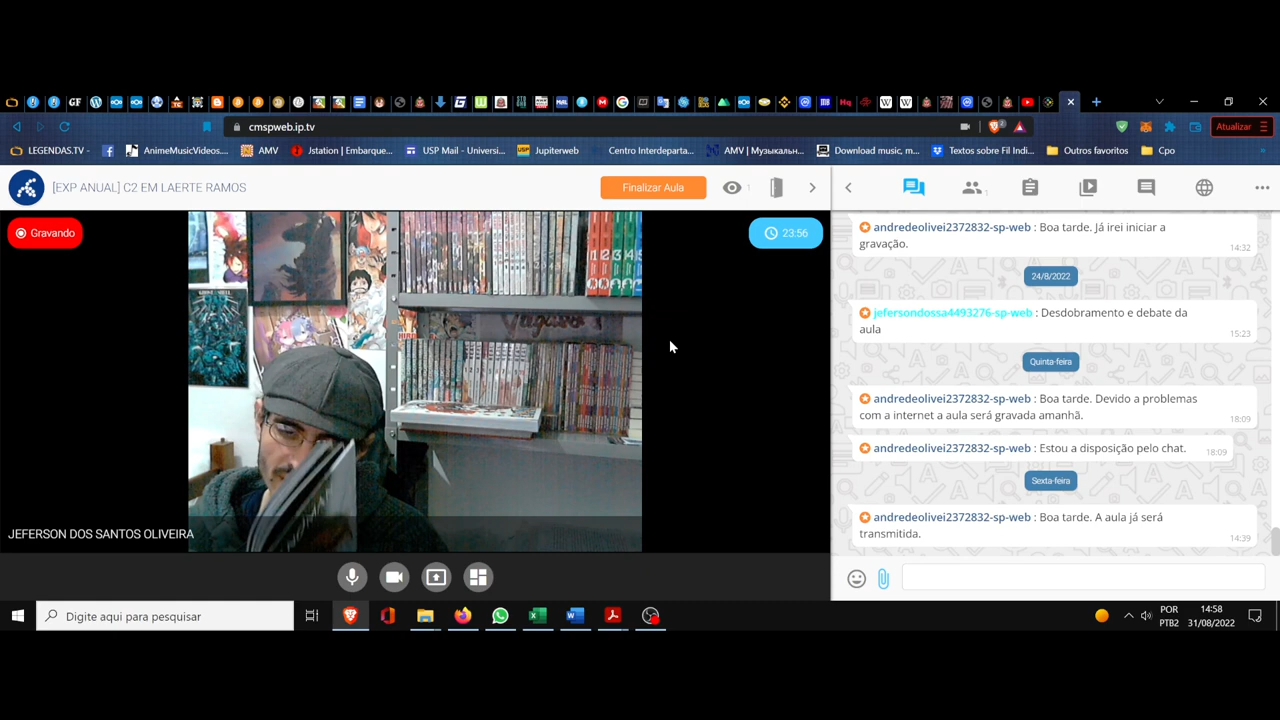 cmspweb.ip.tv
Atualizar
LEGENDAS.TV -
AnimeMusicVideos...
AMV
Jstation | Embarque...
USP Mail - Universi...
Jupiterweb
Centro Interdeparta...
AMV | Музыкальн...
Download music, m...
Textos sobre Fil Indi...
Outros favoritos
Cpo
[EXP ANUAL] C2 EM LAERTE RAMOS
Finalizar Aula
1
1
Gravando
23:56
JEFERSON DOS SANTOS OLIVEIRA
andredeolivei2372832-sp-web : Boa tarde. Já irei iniciar a
gravação.
14:32
24/8/2022
jefersondossa4493276-sp-web : Desdobramento e debate da
aula
15:23
Quinta-feira
andredeolivei2372832-sp-web : Boa tarde. Devido a problemas
com a internet a aula será gravada amanhã.
18:09
andredeolivei2372832-sp-web : Estou a disposição pelo chat.
18:09
Sexta-feira
andredeolivei2372832-sp-web : Boa tarde. A aula já será
transmitida.
14:39
Digite aqui para pesquisar
POR
PTB2
14:58
31/08/2022